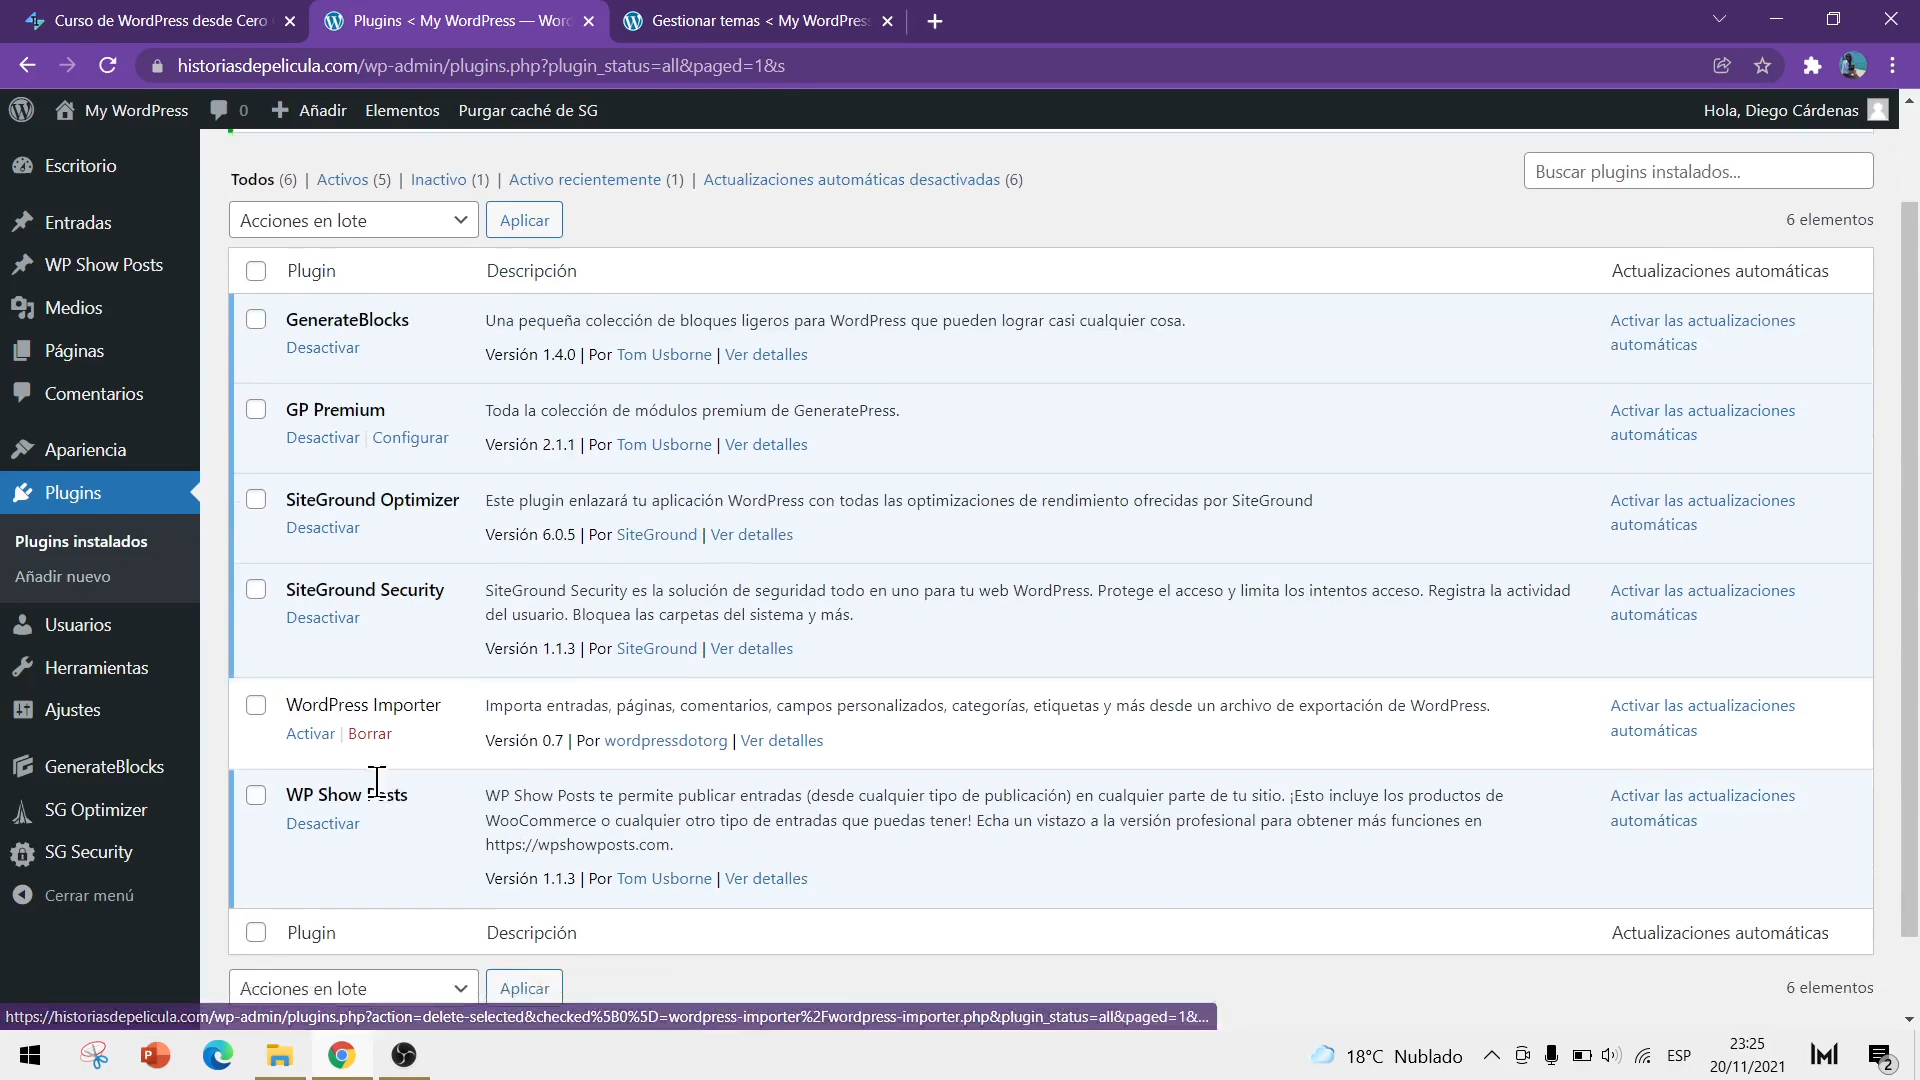 Curso de WordPress desde Cero
Plugins < My WordPress — Wor
Gestionar temas < My WordPress
historiasdepelicula.com/wp-admin/plugins.php?plugin_status=all&paged=1&s
My WordPress
0
Añadir
Elementos
Purgar caché de SG
Hola, Diego Cárdenas
Escritorio
Entradas
WP Show Posts
Medios
Páginas
Comentarios
Apariencia
Plugins
Plugins instalados
Añadir nuevo
Usuarios
Herramientas
Ajustes
GenerateBlocks
SG Optimizer
SG Security
Cerrar menú
Todos (6) | Activos (5) | Inactivo (1) | Activo recientemente (1) | Actualizaciones automáticas desactivadas (6)
Buscar plugins instalados...
Acciones en lote
Aplicar
6 elementos
Plugin
Descripción
Actualizaciones automáticas
GenerateBlocks
Desactivar
Una pequeña colección de bloques ligeros para WordPress que pueden lograr casi cualquier cosa.
Versión 1.4.0 | Por Tom Usborne | Ver detalles
Activar las actualizaciones
automáticas
GP Premium
Desactivar | Configurar
Toda la colección de módulos premium de GeneratePress.
Versión 2.1.1 | Por Tom Usborne | Ver detalles
Activar las actualizaciones
automáticas
SiteGround Optimizer
Desactivar
Este plugin enlazará tu aplicación WordPress con todas las optimizaciones de rendimiento ofrecidas por SiteGround
Versión 6.0.5 | Por SiteGround | Ver detalles
Activar las actualizaciones
automáticas
SiteGround Security
Desactivar
SiteGround Security es la solución de seguridad todo en uno para tu web WordPress. Protege el acceso y limita los intentos acceso. Registra la actividad
del usuario. Bloquea las carpetas del sistema y más.
Versión 1.1.3 | Por SiteGround | Ver detalles
Activar las actualizaciones
automáticas
WordPress Importer
Activar | Borrar
Importa entradas, páginas, comentarios, campos personalizados, categorías, etiquetas y más desde un archivo de exportación de WordPress.
Versión 0.7 | Por wordpressdotorg | Ver detalles
Activar las actualizaciones
automáticas
WP Show Posts
Desactivar
WP Show Posts te permite publicar entradas (desde cualquier tipo de publicación) en cualquier parte de tu sitio. ¡Esto incluye los productos de
WooCommerce o cualquier otro tipo de entradas que puedas tener! Echa un vistazo a la versión profesional para obtener más funciones en
https://wpshowposts.com.
Versión 1.1.3 | Por Tom Usborne | Ver detalles
Activar las actualizaciones
automáticas
Plugin
Descripción
Actualizaciones automáticas
Acciones en lote
Aplicar
6 elementos
https://historiasdepelicula.com/wp-admin/plugins.php?action=delete-selected&checked%5B0%5D=wordpress-importer%2Fwordpress-importer.php&plugin_status=all&paged=1&...
18°C Nublado
ESP
23:25
20/11/2021
2